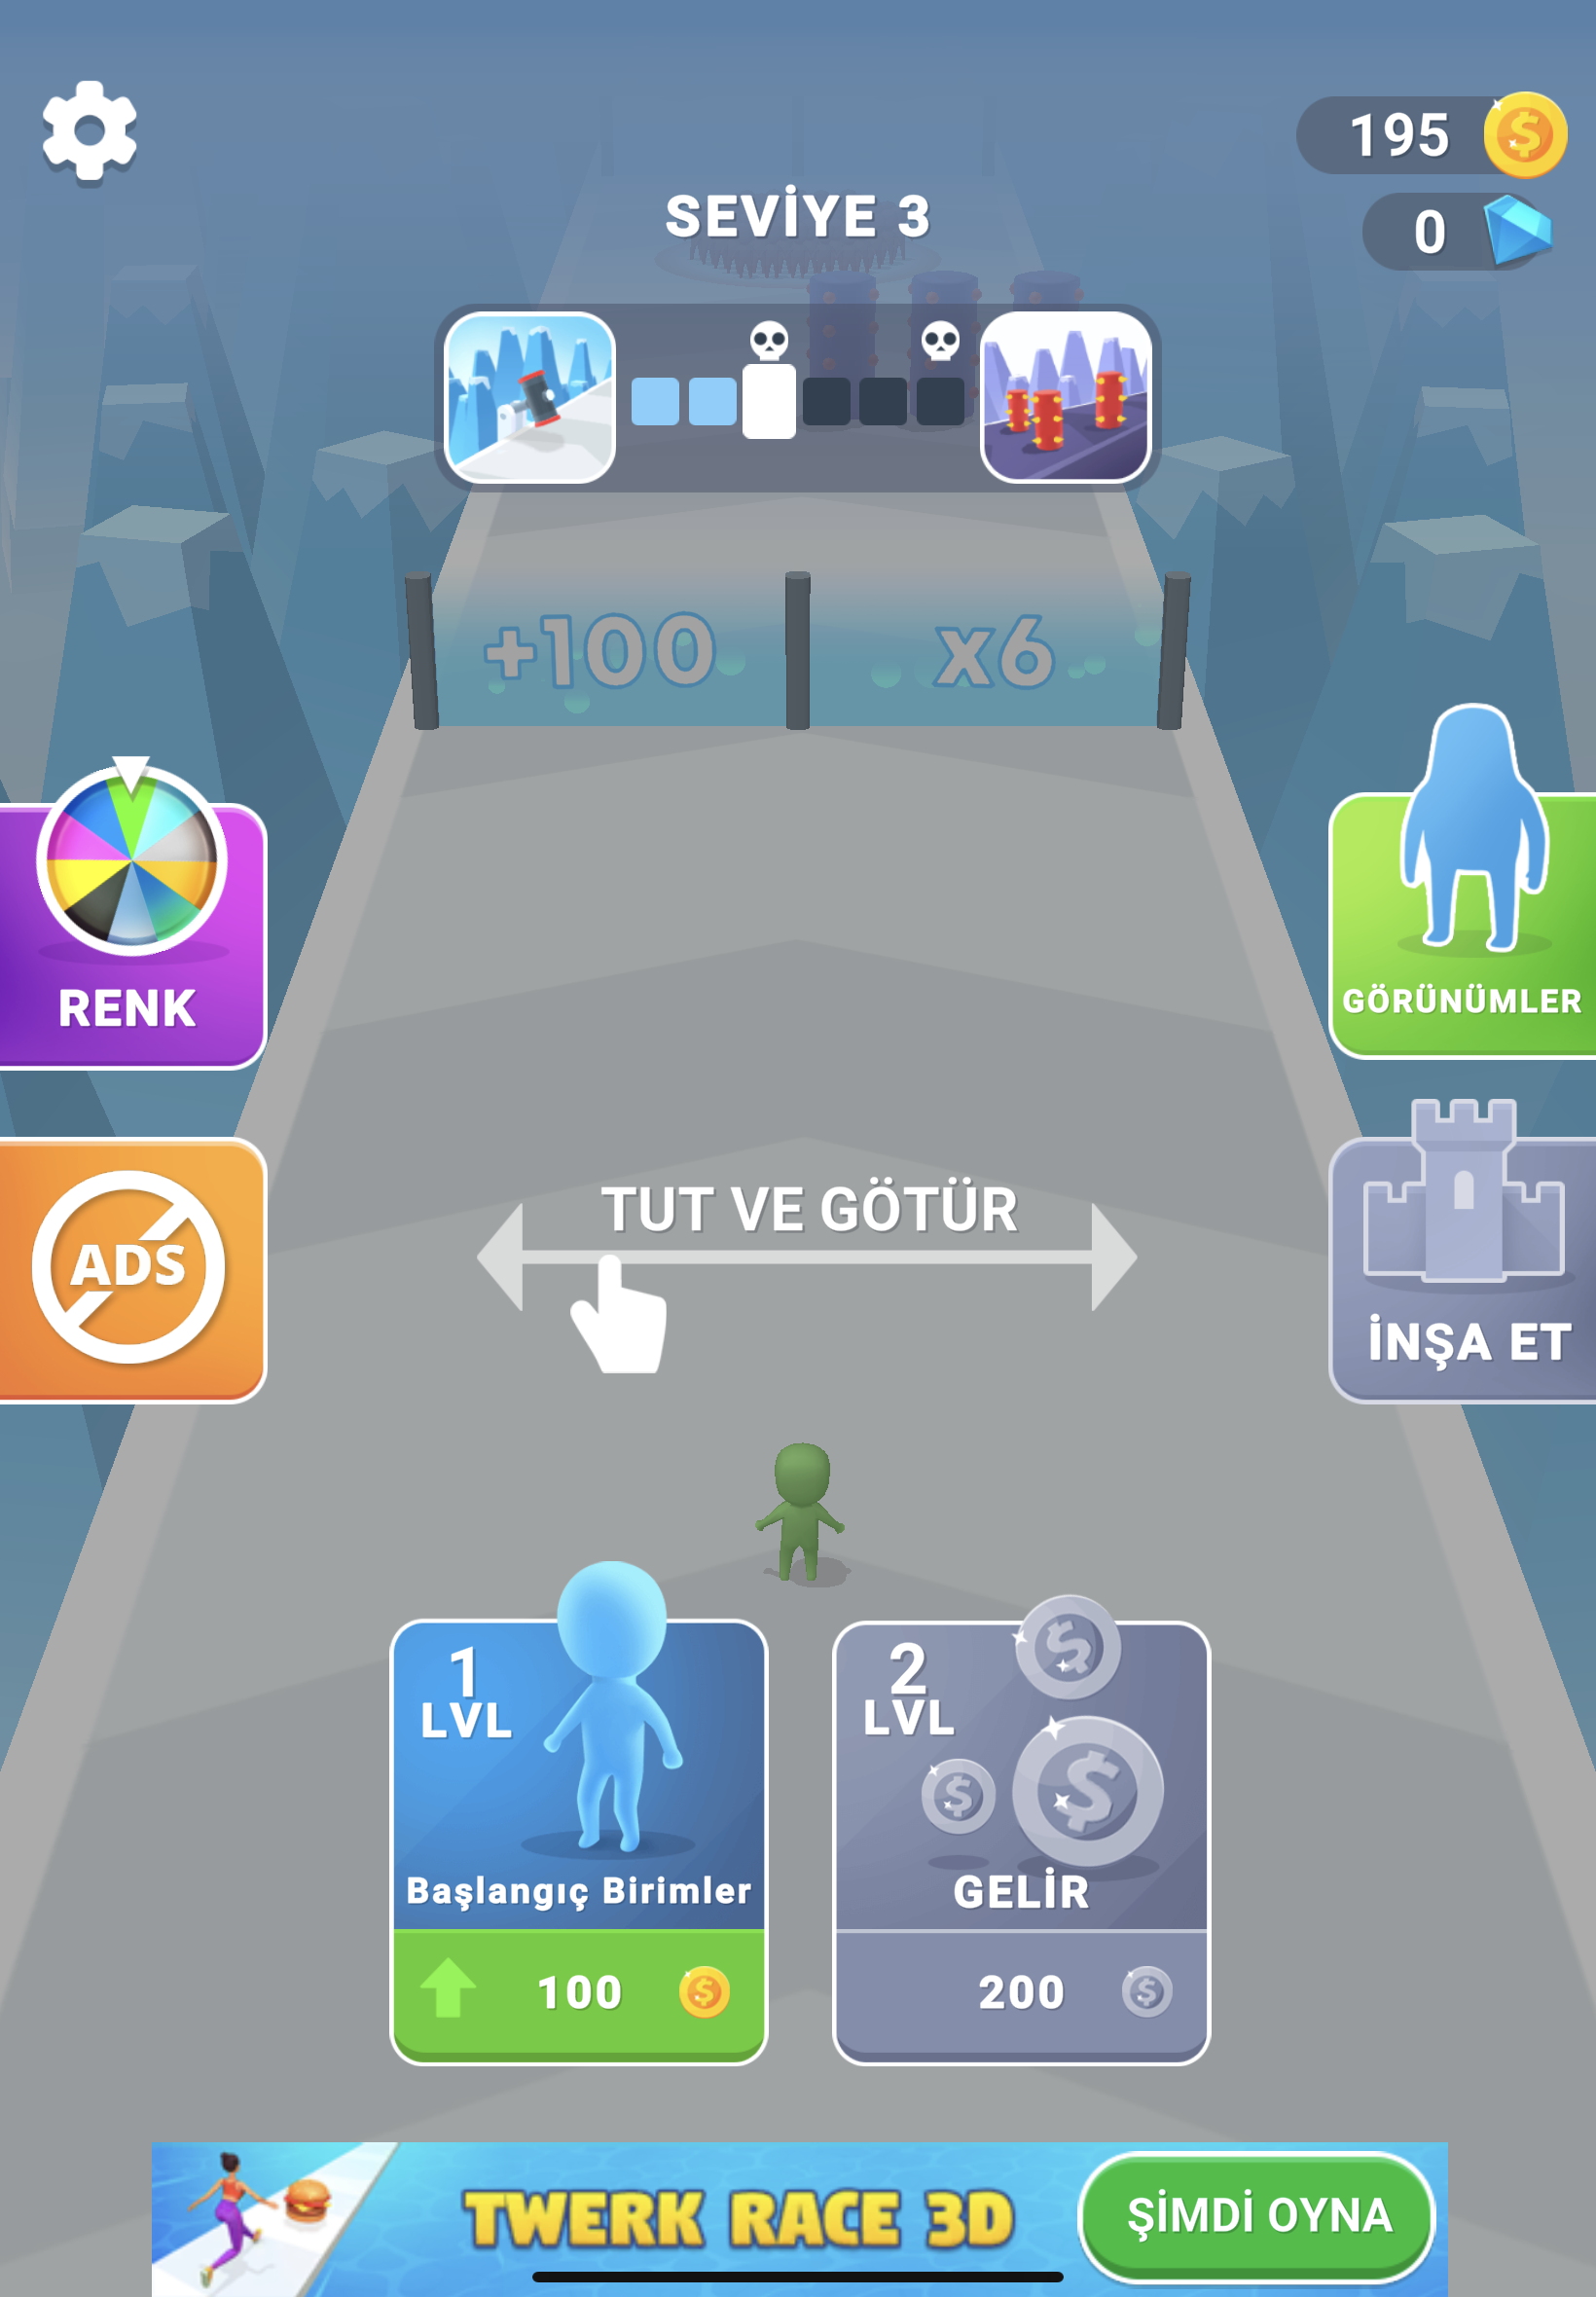 195
0
SEVİYE 3
+100
x6
RENK
GÖRÜNÜMLER
ADS
TUT VE GÖTÜR
İNŞA ET
1
LVL
Başlangıç Birimler
100
2
LVL
GELİR
200
TWERK RACE 3D
ŞİMDİ OYNA